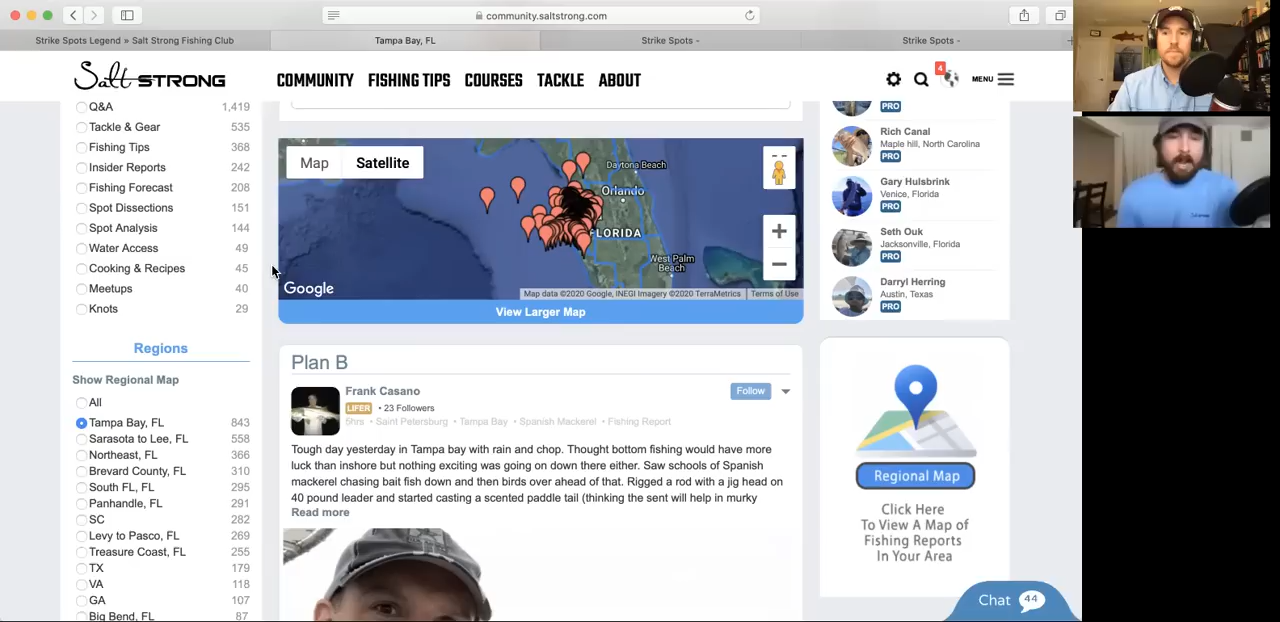 community.saltstrong.com
Strike Spots Legend » Salt Strong Fishing Club
Tampa Bay, FL
Strike Spots -
Strike Spots -
Salt STRONG
COMMUNITY FISHING TIPS COURSES TACKLE ABOUT
4
MENU
Q&A 1,419
Tackle & Gear 535
Fishing Tips 368
Insider Reports 242
Fishing Forecast 208
Spot Dissections 151
Spot Analysis 144
Water Access 49
Cooking & Recipes 45
Meetups 40
Knots 29
Regions
Show Regional Map
All
Tampa Bay, FL 843
Sarasota to Lee, FL 558
Northeast, FL 366
Brevard County, FL 310
South FL, FL 295
Panhandle, FL 291
SC 282
Levy to Pasco, FL 269
Treasure Coast, FL 255
TX 179
VA 118
GA 107
Big Bend, FL 87
Map Satellite
Daytona Beach
Orlando
FLORIDA
West Palm
Beach
Google
Map data ©2020 Google, INEGI Imagery ©2020 TerraMetrics Terms of Use
View Larger Map
Plan B
Frank Casano
Follow
LIFER • 23 Followers
5hrs • Saint Petersburg • Tampa Bay • Spanish Mackerel • Fishing Report
Tough day yesterday in Tampa bay with rain and chop. Thought bottom fishing would have more
luck than inshore but nothing exciting was going on down there either. Saw schools of Spanish
mackerel chasing bait fish down and then birds over ahead of that. Rigged a rod with a jig head on
40 pound leader and started casting a scented paddle tail (thinking the sent will help in murky
Read more
PRO
Rich Canal
Maple hill, North Carolina
PRO
Gary Hulsbrink
Venice, Florida
PRO
Seth Ouk
Jacksonville, Florida
PRO
Darryl Herring
Austin, Texas
PRO
Regional Map
Click Here
To View A Map of
Fishing Reports
In Your Area
Chat 44